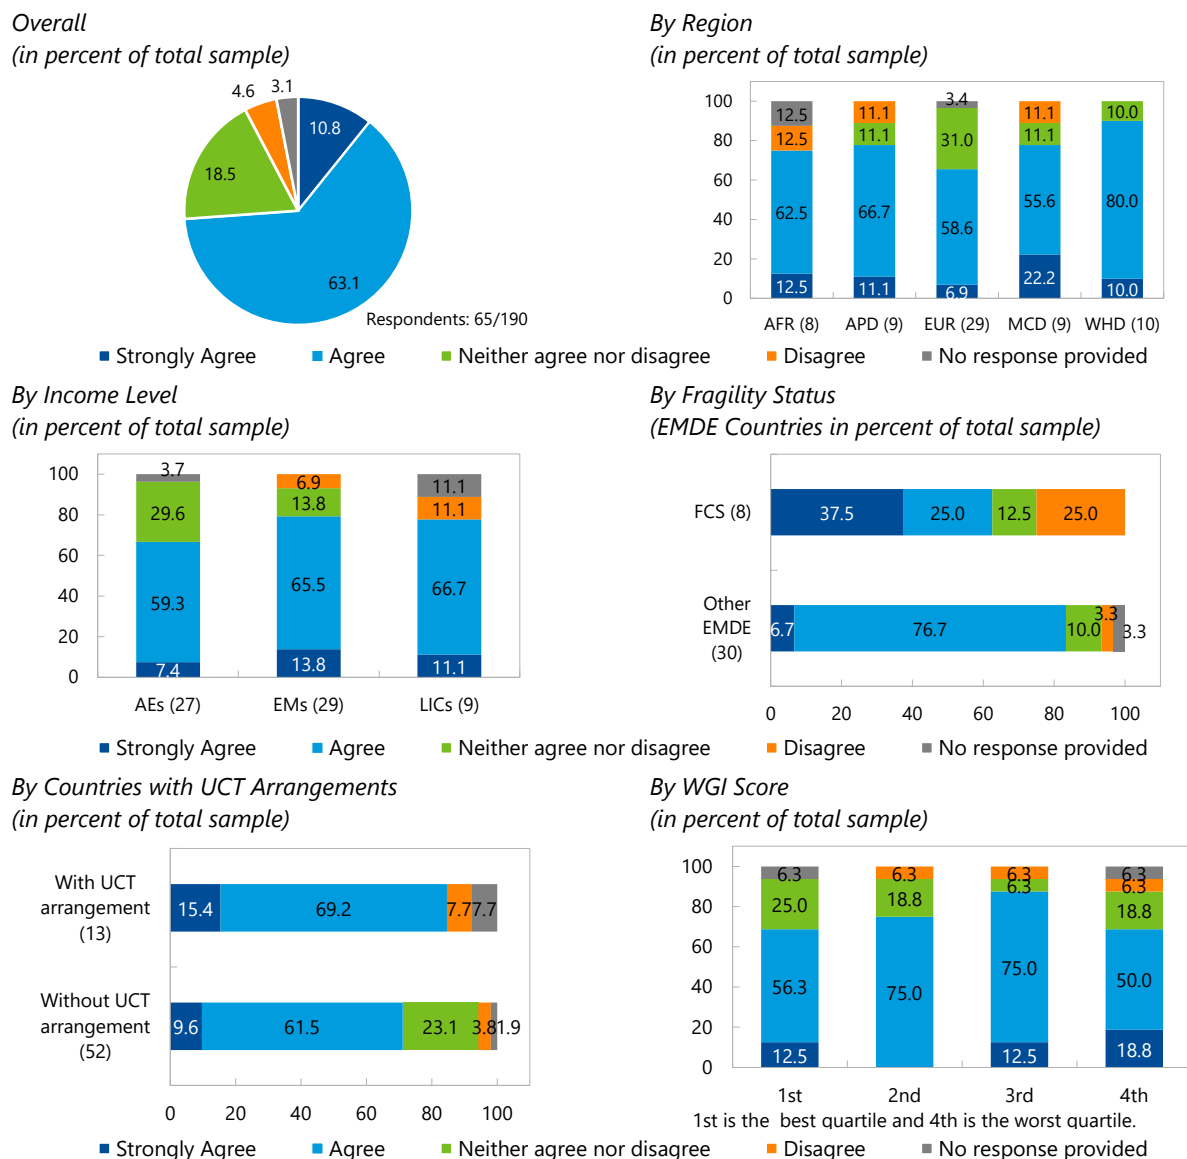 Overall
(in percent of total sample)
4.6
3.1
10.8
18.5
63.1
Respondents: 65/190
By Region
(in percent of total sample)
100
80
60
40
20
0
12.5
12.5
62.5
12.5
11.1
11.1
66.7
11.1
3.4
31.0
58.6
6.9
11.1
11.1
55.6
22.2
10.0
80.0
10.0
AFR (8)
APD (9)
EUR (29)
MCD (9)
WHD (10)
Strongly Agree
Agree
Neither agree nor disagree
Disagree
No response provided
By Income Level
(in percent of total sample)
100
80
60
40
20
0
3.7
29.6
59.3
7.4
6.9
13.8
65.5
13.8
11.1
11.1
66.7
11.1
AEs (27)
EMs (29)
LICs (9)
By Fragility Status
(EMDE Countries in percent of total sample)
FCS (8)
37.5
25.0
12.5
25.0
Other
EMDE
(30)
6.7
76.7
10.0
3.3
3.3
0
20
40
60
80
100
Strongly Agree
Agree
Neither agree nor disagree
Disagree
No response provided
By Countries with UCT Arrangements
(in percent of total sample)
With UCT
arrangement
(13)
15.4
69.2
7.7
7.7
Without UCT
arrangement
(52)
9.6
61.5
23.1
3.8
1.9
0
20
40
60
80
100
By WGI Score
(in percent of total sample)
100
80
60
40
20
0
6.3
25.0
56.3
12.5
6.3
18.8
75.0
6.3
6.3
75.0
12.5
6.3
6.3
18.8
50.0
18.8
1st
2nd
3rd
4th
1st is the best quartile and 4th is the worst quartile.
Strongly Agree
Agree
Neither agree nor disagree
Disagree
No response provided